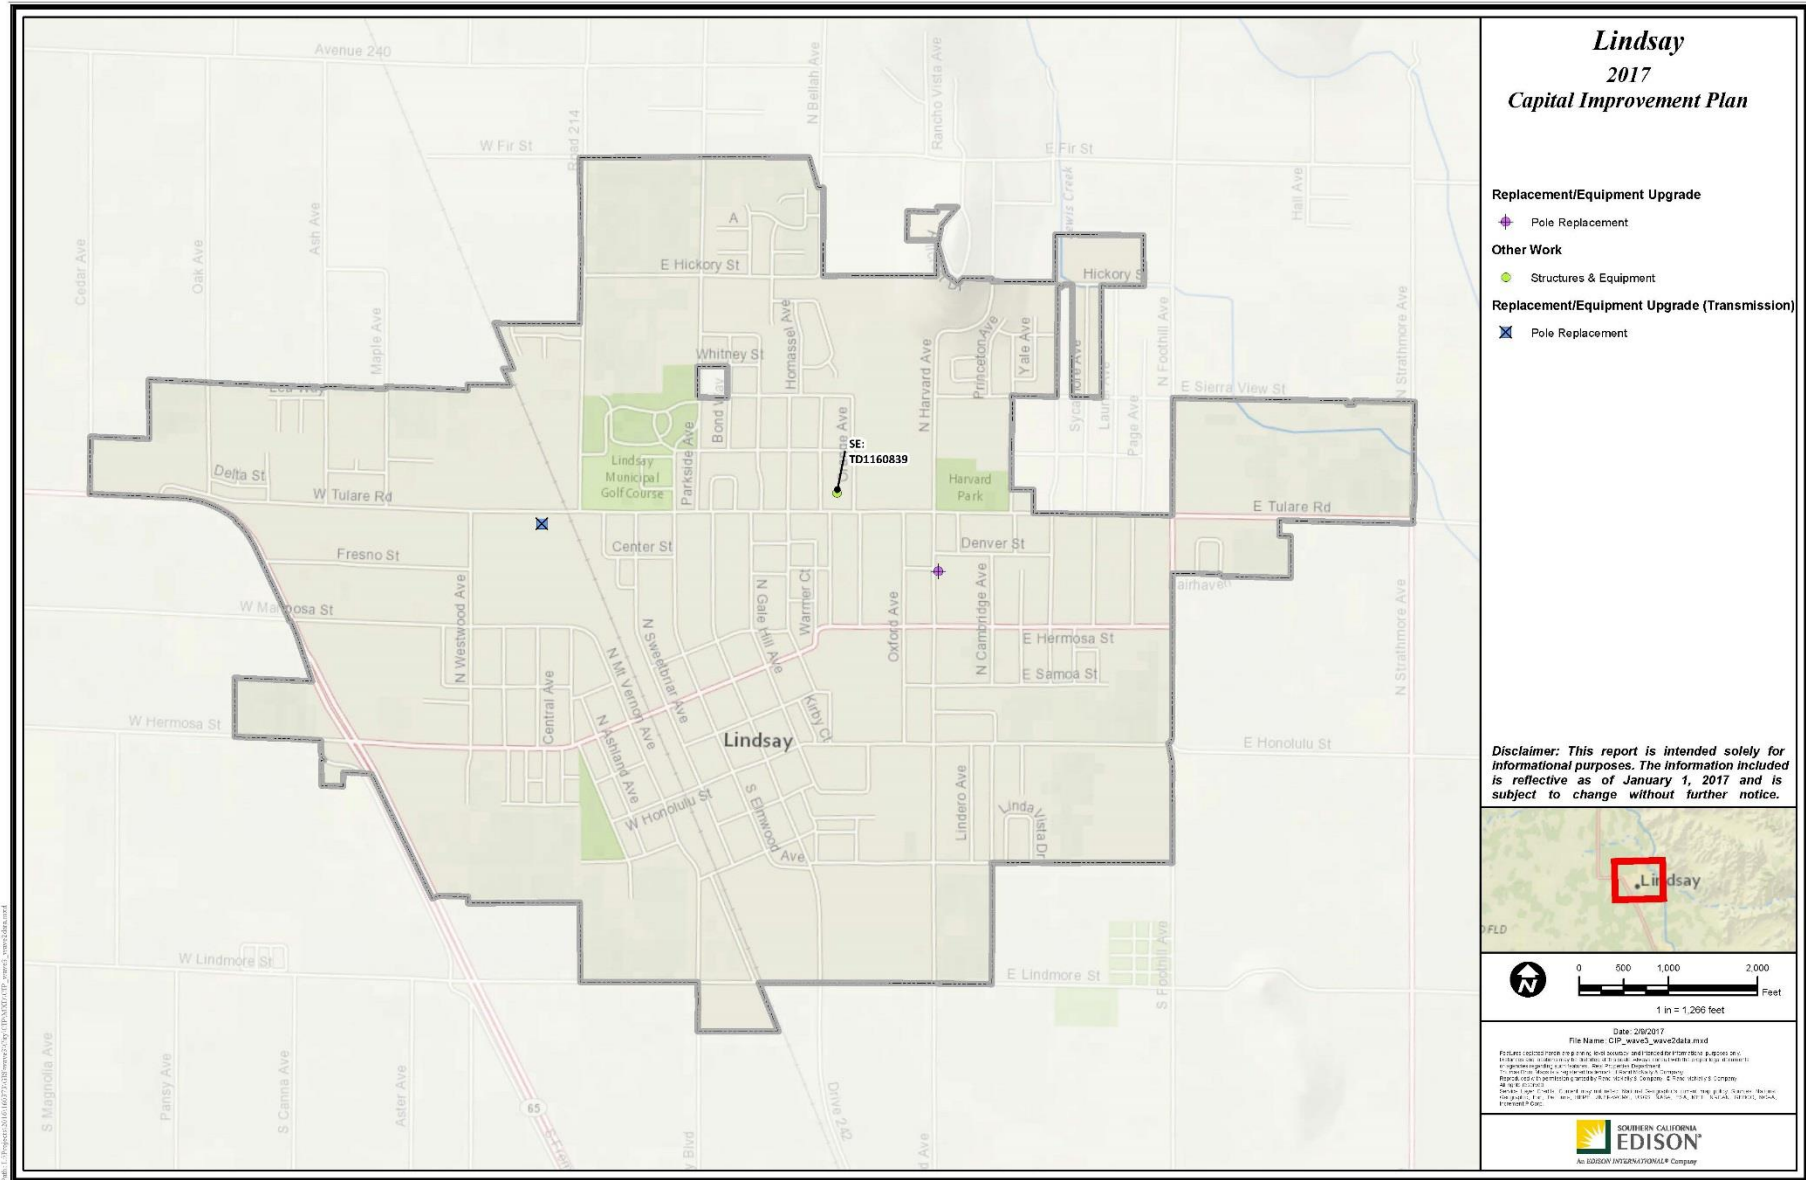 Lindsay
2017
Capital Improvement Plan
Replacement/Equipment Upgrade
Pole Replacement
Other Work
Structures & Equipment
Replacement/Equipment Upgrade (Transmission)
Pole Replacement
Disclaimer: This report is intended solely for
informational purposes. The information included
is reflective as of January 1, 2017 and is
subject to change without further notice.
Lindsay
0 500 1,000 2,000
Feet
1 in = 1,266 feet
N
Date: 2/9/2017
File Name: CIP_wave3_wave2data.mxd
SOUTHERN CALIFORNIA
EDISON
An EDISON INTERNATIONAL® Company
Avenue 240
N Bellah Ave
Rancho Vista Ave
Road 214
W Fir St
E Fir St
Lewis Creek
Hall Ave
Cedar Ave
Oak Ave
Ash Ave
A
E Hickory St
Hickory S
Maple Ave
Homassel Ave
N Harvard Ave
Princeton Ave
Yale Ave
N Foothill Ave
N Strathmore Ave
Whitney St
E Sierra View St
Bond Way
Parkside Ave
Page Ave
SE:
TD1160839
Delta St
W Tulare Rd
Lindsay
Municipal
Golf Course
Harvard
Park
E Tulare Rd
Fresno St
Center St
Denver St
W Mariposa St
N Westwood Ave
N Gale Hill Ave
Warmer Ct
Oxford Ave
N Cambridge Ave
N Strathmore Ave
N Sweetbriar Ave
N Mt Vernon Ave
E Hermosa St
E Samoa St
Central Ave
N Ashland Ave
Kirby Ct
W Hermosa St
Lindsay
E Honolulu St
W Honolulu St
S Elmwood Ave
Lindero Ave
Linda Vista Dr
W Lindmore St
E Lindmore St
S Foothill Ave
S Magnolia Ave
Pansy Ave
S Canna Ave
Aster Ave
65